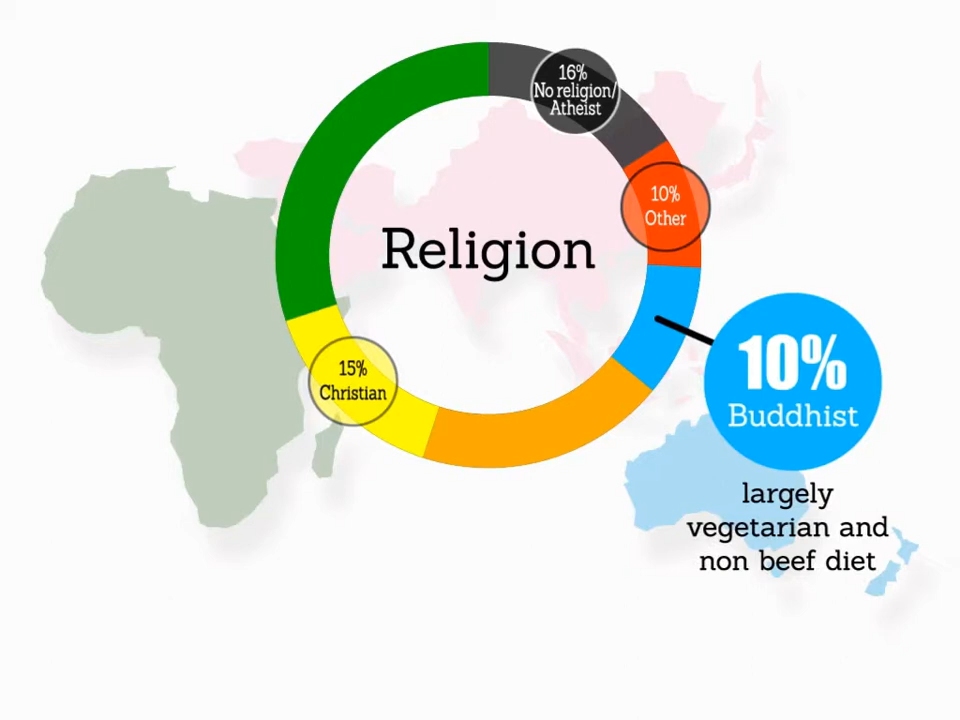 16%
No religion/
Atheist
10%
Other
Religion
10%
Buddhist
15%
Christian
largely
vegetarian and
non beef diet